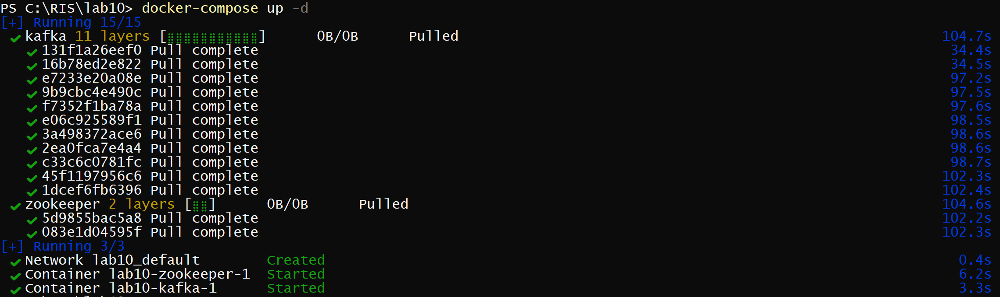 PS C:\RIS\lab10> docker-compose up -d
[+] Running 15/15
✔ kafka 11 layers [⣿⣿⣿⣿⣿⣿⣿⣿⣿⣿⣿] 0B/0B Pulled 104.7s
✔ 131f1a26eef0 Pull complete 34.4s
✔ 16b78ed2e822 Pull complete 34.5s
✔ e7233e20a08e Pull complete 97.2s
✔ 9b9cbc4e490c Pull complete 97.5s
✔ f7352f1ba78a Pull complete 97.6s
✔ e06c925589f1 Pull complete 98.5s
✔ 3a498372ace6 Pull complete 98.6s
✔ 2ea0fca7e4a4 Pull complete 98.6s
✔ c33c6c0781fc Pull complete 98.7s
✔ 45f1197956c6 Pull complete 102.3s
✔ 1dcef6fb6396 Pull complete 102.4s
✔ zookeeper 2 layers [⣿⣿] 0B/0B Pulled 104.6s
✔ 5d9855bac5a8 Pull complete 102.2s
✔ 083e1d04595f Pull complete 102.3s
[+] Running 3/3
✔ Network lab10_default Created 0.4s
✔ Container lab10-zookeeper-1 Started 6.2s
✔ Container lab10-kafka-1 Started 3.3s